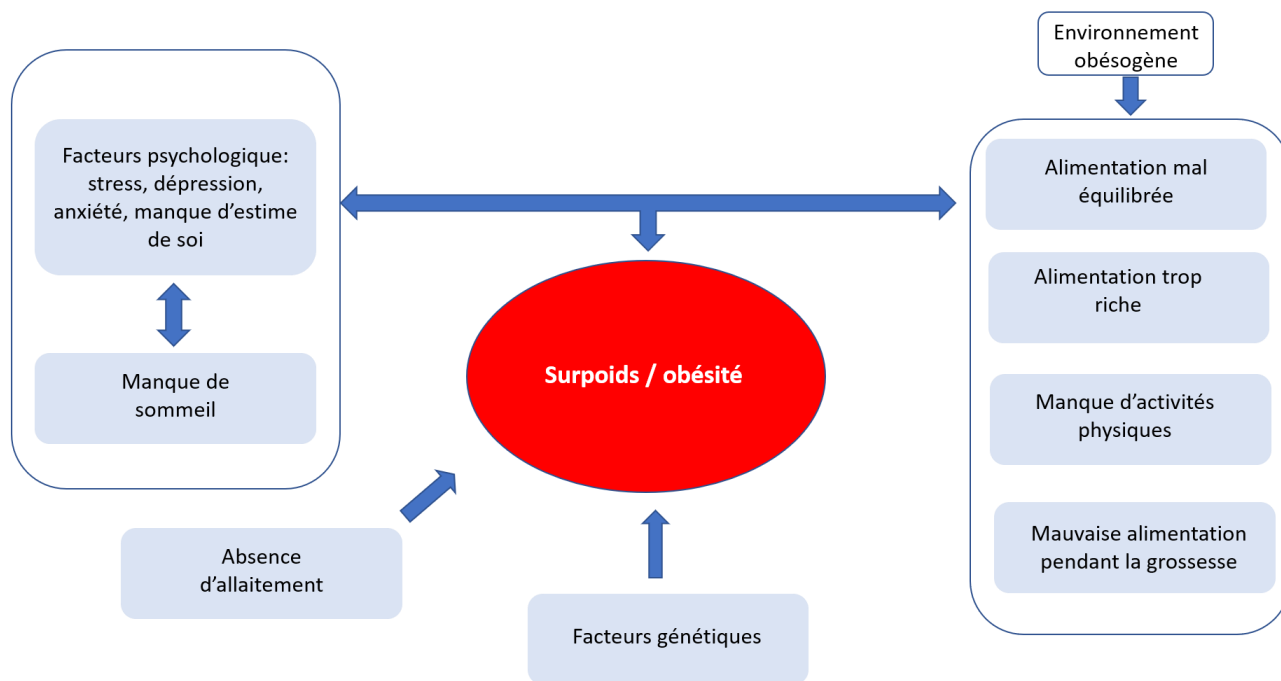 Environnement
obésogène
Facteurs psychologique:
stress, dépression,
anxiété, manque d’estime
de soi
Manque de
sommeil
Alimentation mal
équilibrée
Alimentation trop
riche
Manque d’activités
physiques
Mauvaise alimentation
pendant la grossesse
Surpoids / obésité
Absence
d’allaitement
Facteurs génétiques